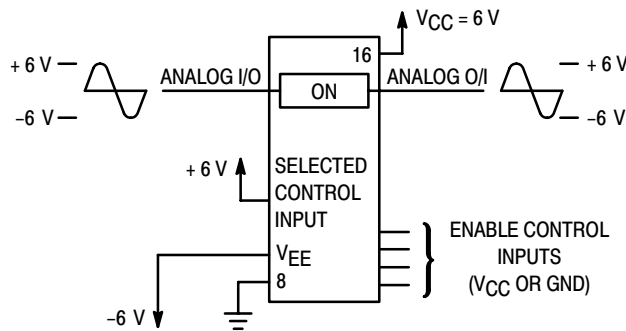 V_CC = 6 V
16
+ 6 V
–6 V
ANALOG I/O
ON
ANALOG O/I
+ 6 V
–6 V
+ 6 V
SELECTED
CONTROL
INPUT
V_EE
8
–6 V
ENABLE CONTROL
INPUTS
(V_CC OR GND)